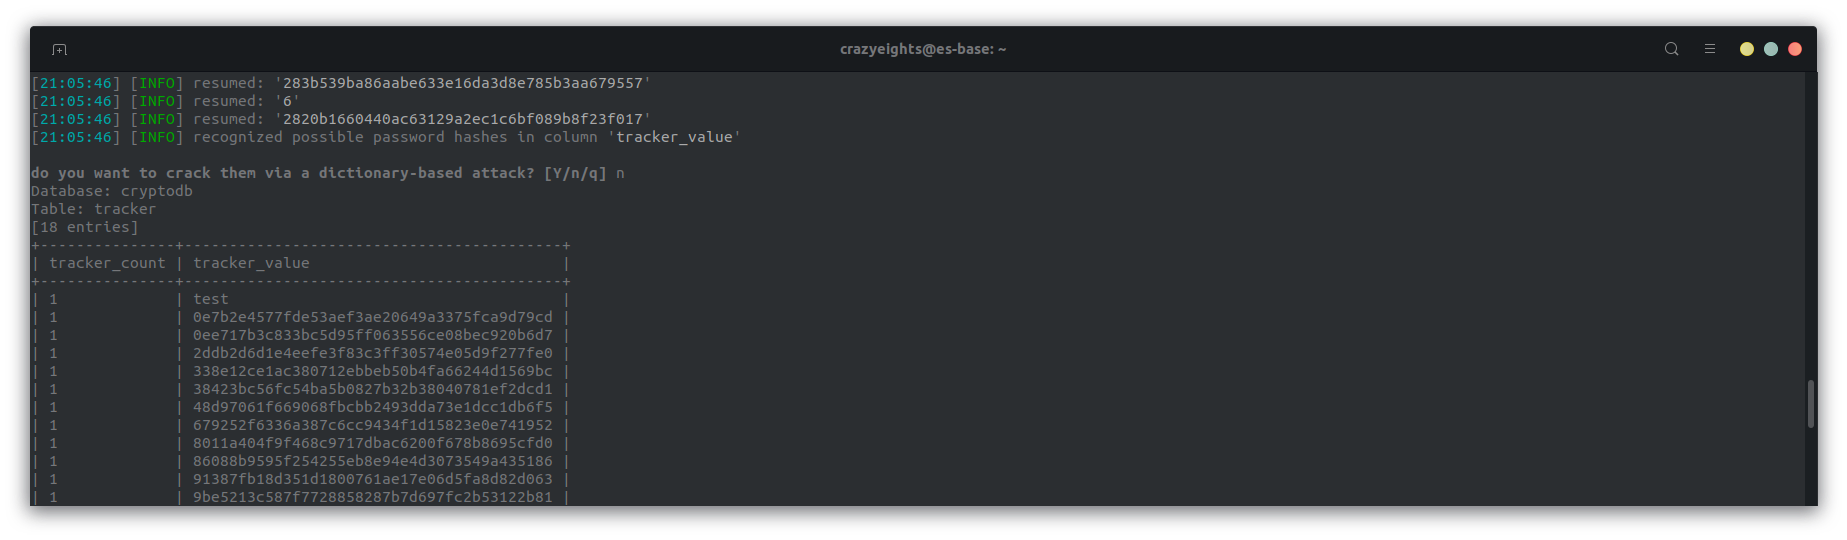 crazyeights@es-base: ~
[21:05:46] [INFO] resumed: '283b539ba86aabe633e16da3d8e785b3aa679557'
[21:05:46] [INFO] resumed: '6'
[21:05:46] [INFO] resumed: '2820b1660440ac63129a2ec1c6bf089b8f23f017'
[21:05:46] [INFO] recognized possible password hashes in column 'tracker_value'
do you want to crack them via a dictionary-based attack? [Y/n/q] n
Database: cryptodb
Table: tracker
[18 entries]
+---------------+------------------------------------------+
| tracker_count | tracker_value                            |
+---------------+------------------------------------------+
| 1             | test                                     |
| 1             | 0e7b2e4577fde53aef3ae20649a3375fca9d79cd |
| 1             | 0ee717b3c833bc5d95ff063556ce08bec920b6d7 |
| 1             | 2ddb2d6d1e4eefe3f83c3ff30574e05d9f277fe0 |
| 1             | 338e12ce1ac380712ebbeb50b4fa66244d1569bc |
| 1             | 38423bc56fc54ba5b0827b32b38040781ef2dcd1 |
| 1             | 48d97061f669068fbcbb2493dda73e1dcc1db6f5 |
| 1             | 679252f6336a387c6cc9434f1d15823e0e741952 |
| 1             | 8011a404f9f468c9717dbac6200f678b8695cfd0 |
| 1             | 86088b9595f254255eb8e94e4d3073549a435186 |
| 1             | 91387fb18d351d1800761ae17e06d5fa8d82d063 |
| 1             | 9be5213c587f7728858287b7d697fc2b53122b81 |